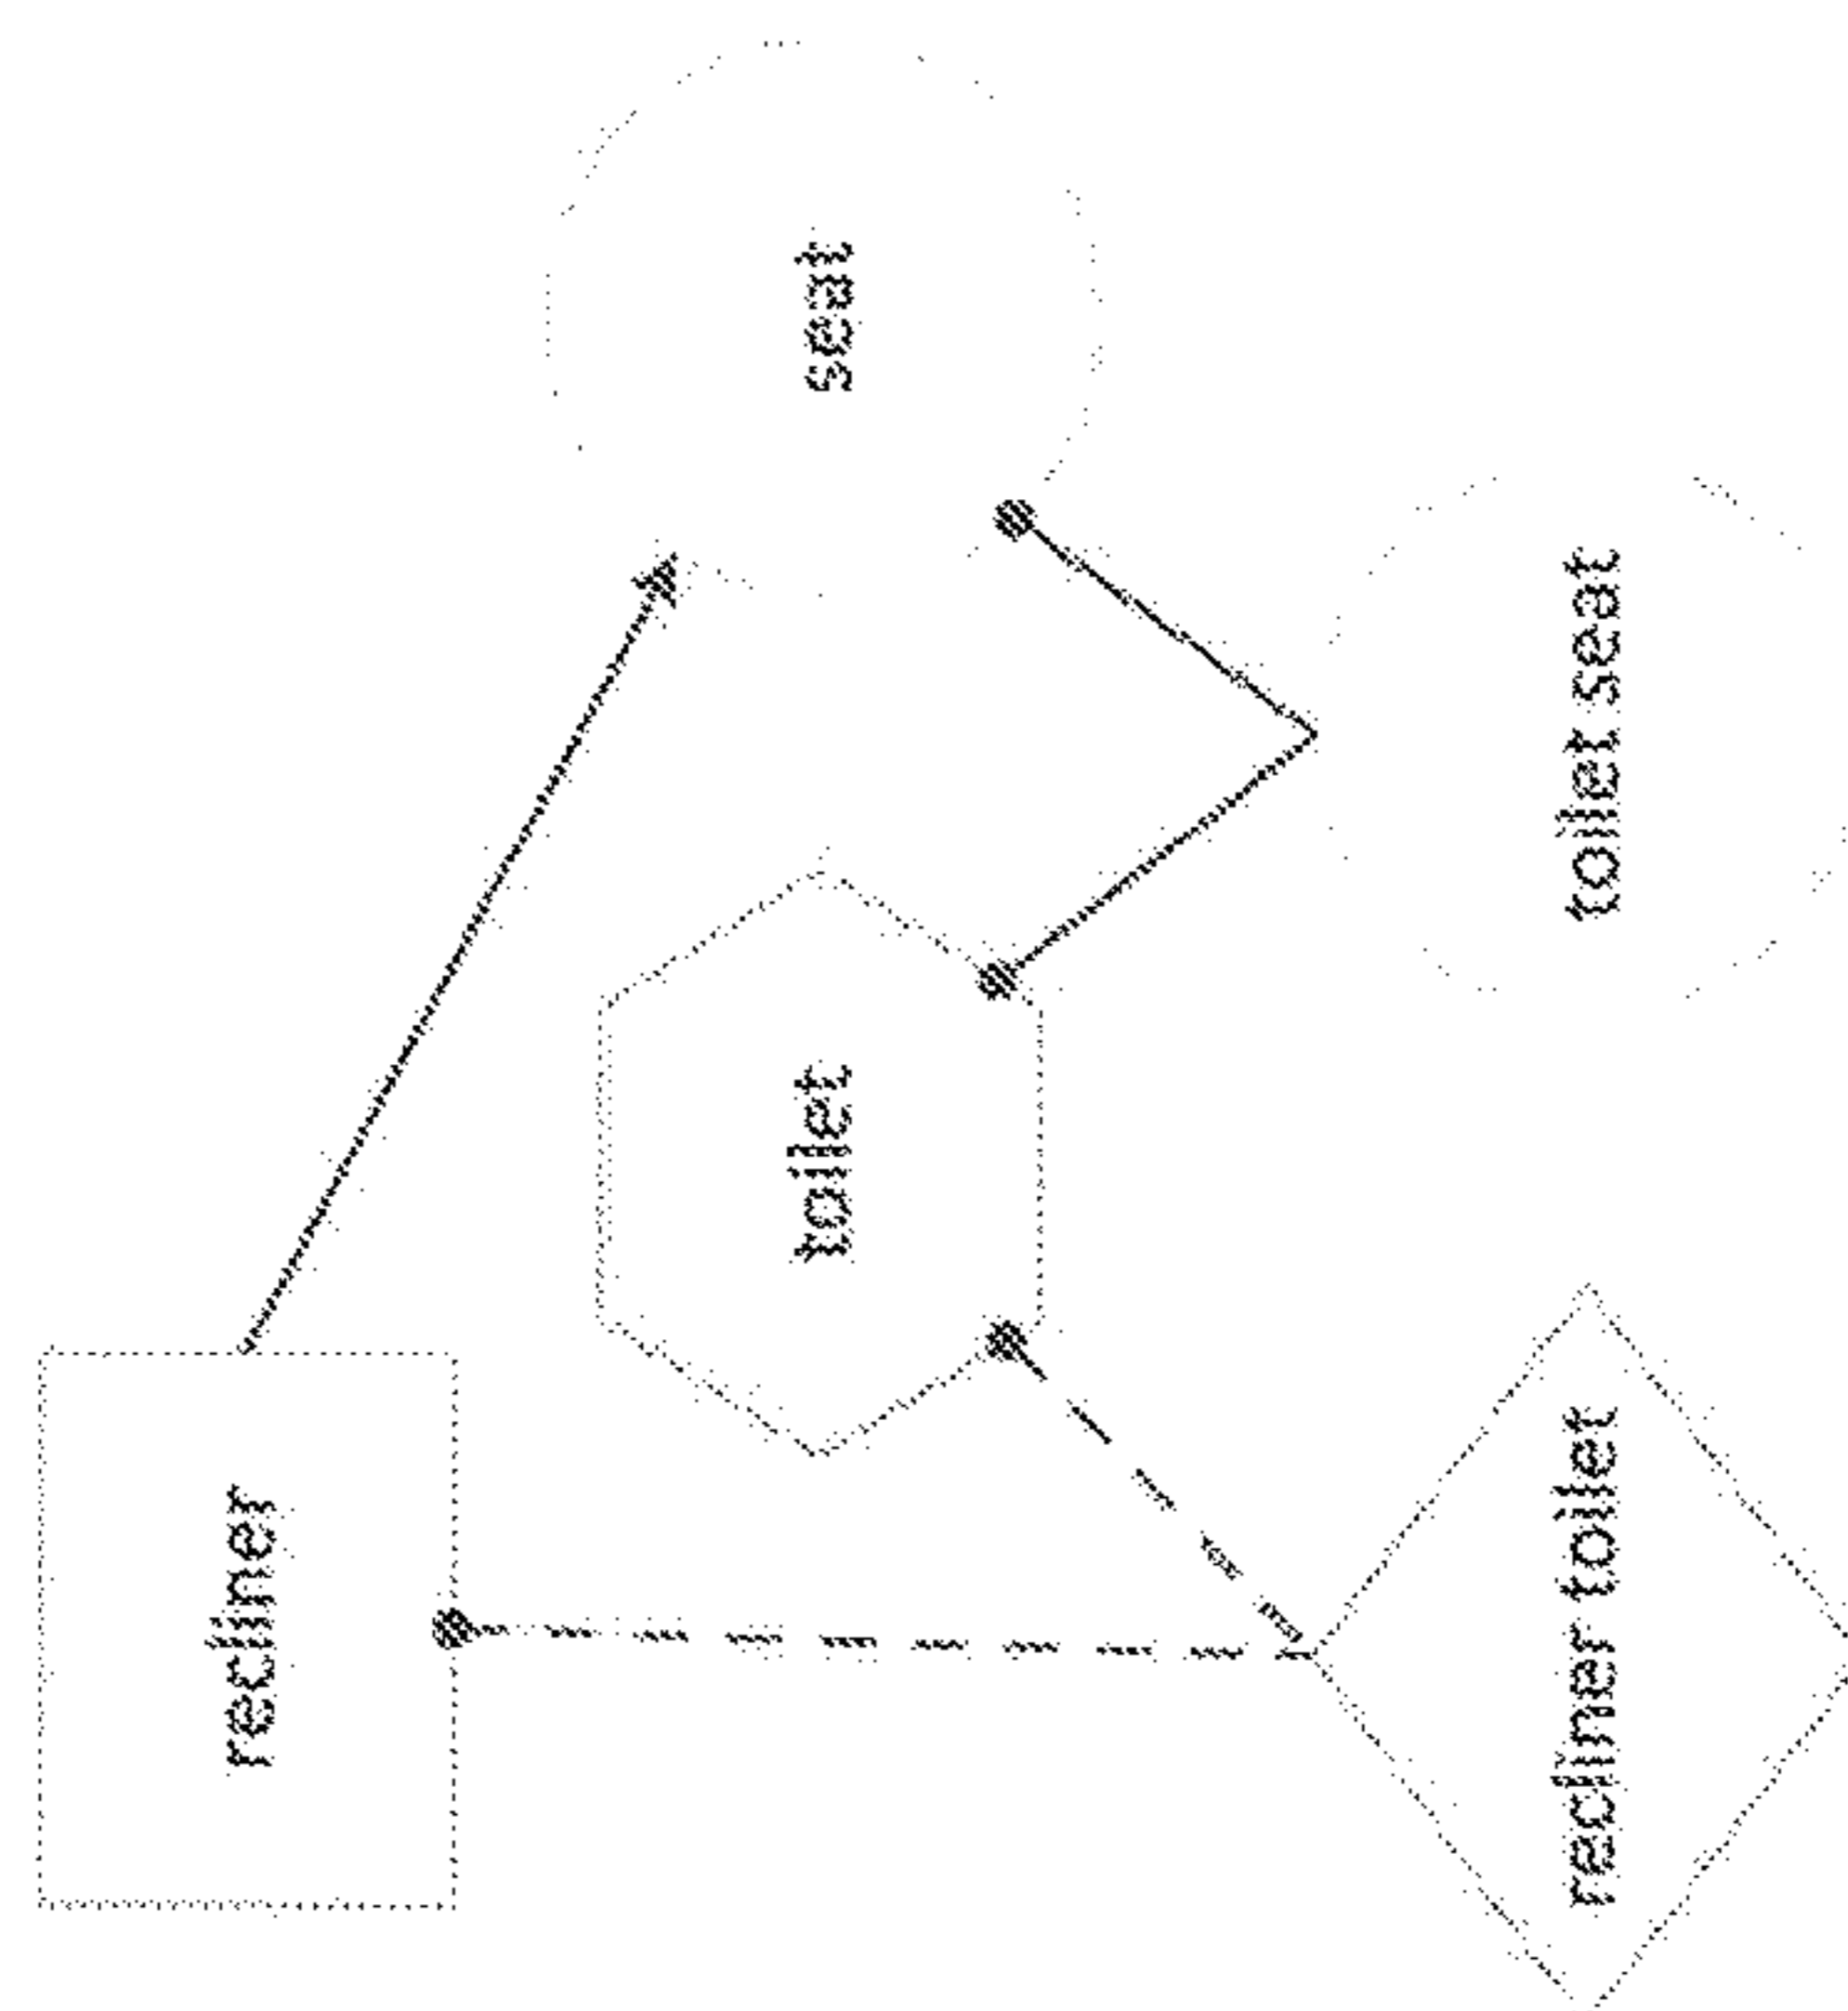 seat
toilet seat
toilet
recliner
recliner toilet